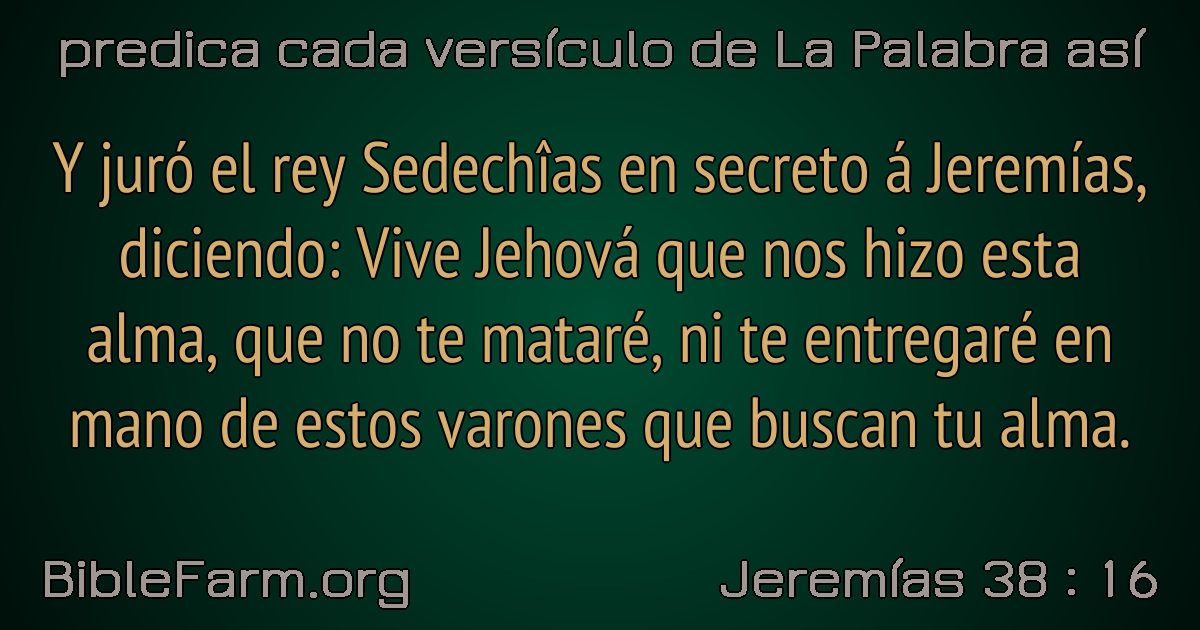 predica cada versículo de La Palabra así
Y juró el rey Sedechîas en secreto á Jeremías,
diciendo: Vive Jehová que nos hizo esta
alma, que no te mataré, ni te entregaré en
mano de estos varones que buscan tu alma.
BibleFarm.org
Jeremías 38 : 16